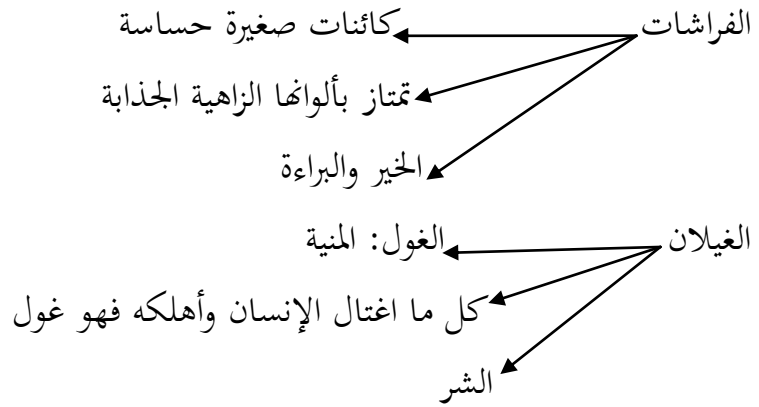 الفراشات كائنات صغيرة حساسة
تمتاز بألوانها الزاهية الجذابة
الخير والبراءة
الغيلان الغول: المنية
كل ما اغتال الإنسان وأهلكه فهو غول
الشر